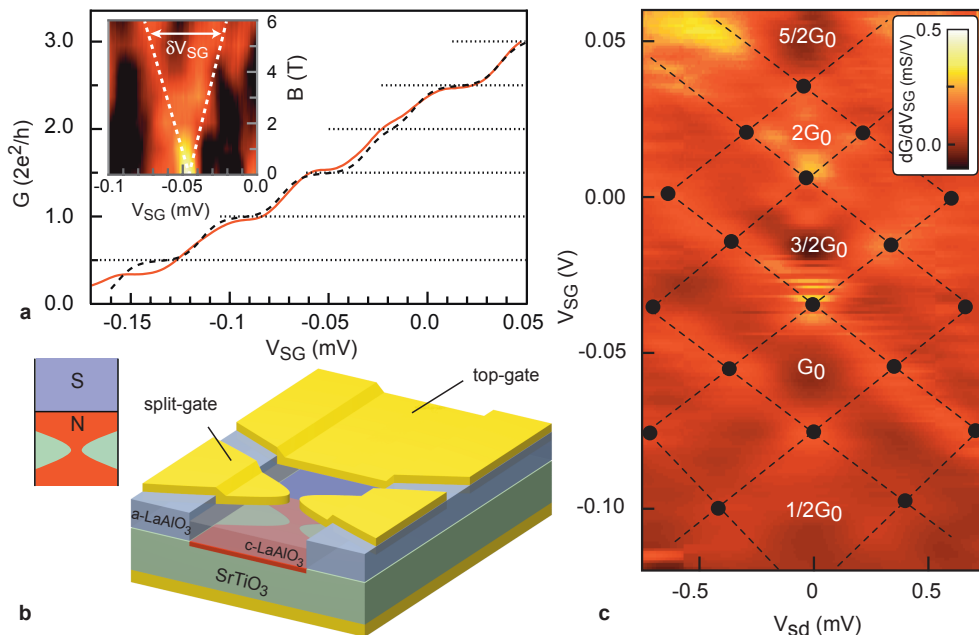 a
3.0
2.0
1.0
0.0
G (2e²/h)
δV_SG
6
4
2
0
B (T)
-0.1
-0.05
0.0
V_SG (mV)
-0.15
-0.1
-0.05
0.0
0.05
V_SG (mV)
b
S
N
split-gate
top-gate
a-LaAlO₃
c-LaAlO₃
SrTiO₃
c
0.05
0.00
-0.05
-0.10
V_SG (V)
5/2G₀
2G₀
3/2G₀
G₀
1/2G₀
0.5
0.0
dG/dV_SG (mS/V)
-0.5
0
0.5
V_sd (mV)